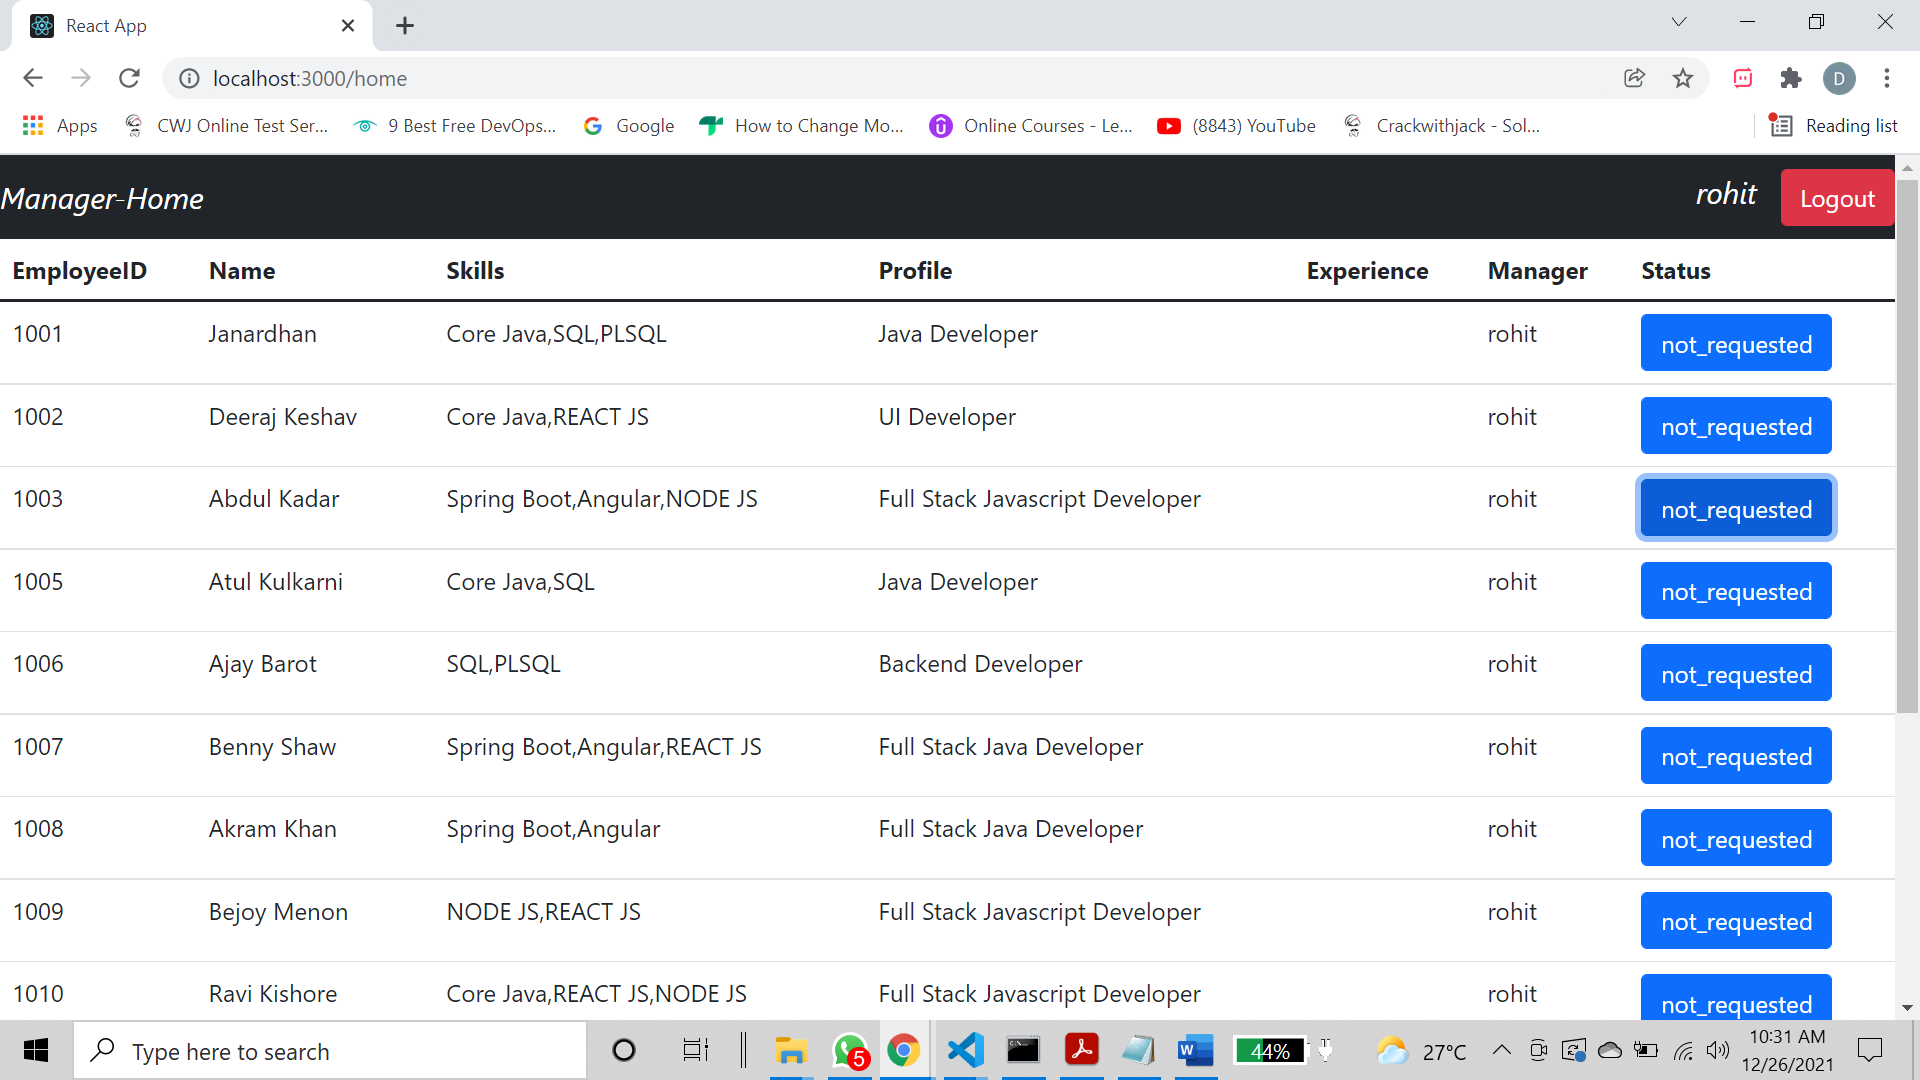 React App
localhost:3000/home
D
Apps CWJ Online Test Ser... 9 Best Free DevOps... Google How to Change Mo... Online Courses - Le... (8843) YouTube Crackwithjack - Sol... Reading list
Manager-Home rohit Logout
EmployeeID Name Skills Profile Experience Manager Status
1001 Janardhan Core Java,SQL,PLSQL Java Developer rohit not_requested
1002 Deeraj Keshav Core Java,REACT JS UI Developer rohit not_requested
1003 Abdul Kadar Spring Boot,Angular,NODE JS Full Stack Javascript Developer rohit not_requested
1005 Atul Kulkarni Core Java,SQL Java Developer rohit not_requested
1006 Ajay Barot SQL,PLSQL Backend Developer rohit not_requested
1007 Benny Shaw Spring Boot,Angular,REACT JS Full Stack Java Developer rohit not_requested
1008 Akram Khan Spring Boot,Angular Full Stack Java Developer rohit not_requested
1009 Bejoy Menon NODE JS,REACT JS Full Stack Javascript Developer rohit not_requested
1010 Ravi Kishore Core Java,REACT JS,NODE JS Full Stack Javascript Developer rohit not_requested
Type here to search 5 W 44% 27°C 10:31 AM
12/26/2021